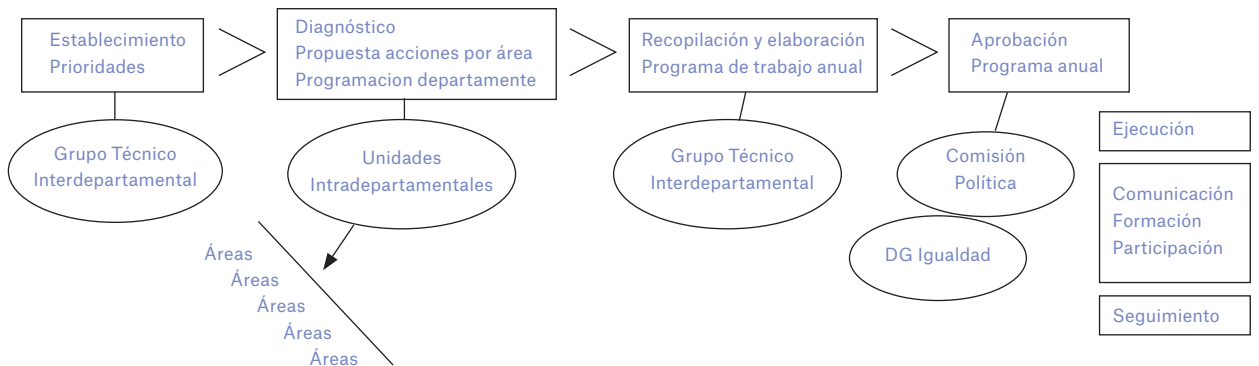 Establecimiento
Prioridades
Diagnóstico
Propuesta acciones por área
Programacion departamente
Recopilación y elaboración
Programa de trabajo anual
Aprobación
Programa anual
Grupo Técnico
Interdepartamental
Unidades
Intradepartamentales
Grupo Técnico
Interdepartamental
Comisión
Política
DG Igualdad
Áreas
Áreas
Áreas
Áreas
Áreas
Ejecución
Comunicación
Formación
Participación
Seguimiento